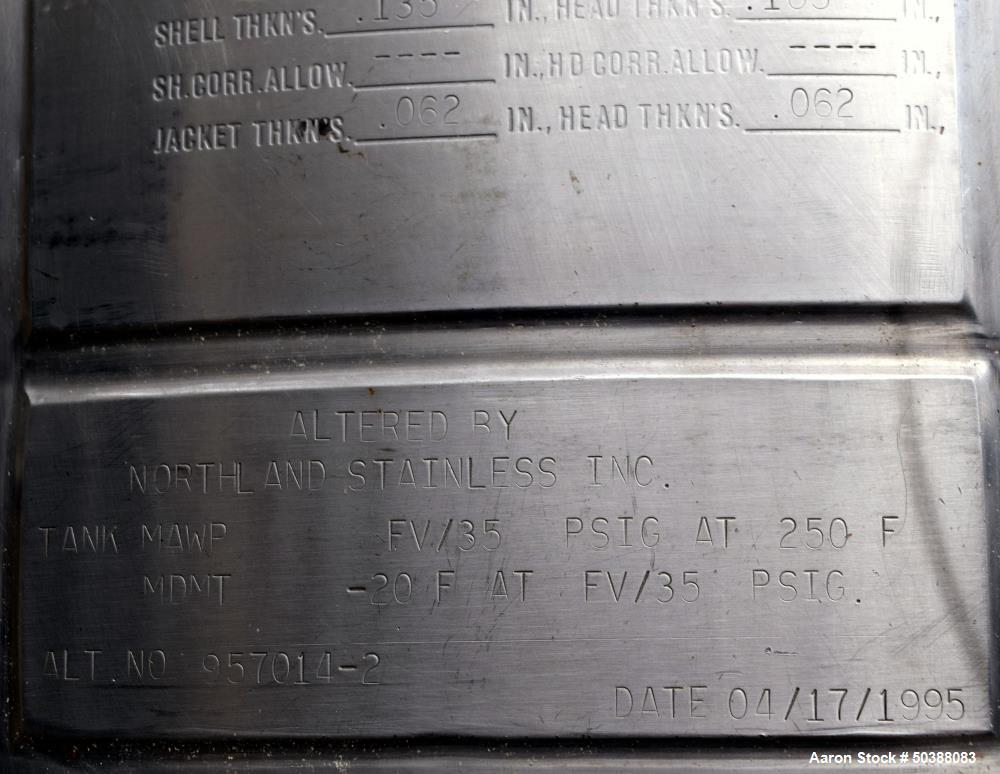 SHELL THKN'S. .135 IN., HEAD THKN'S. IN.,
SH.CORR.ALLOW. ---- IN., HD CORR.ALLOW. ---- IN.,
JACKET THKN'S. .062 IN., HEAD THKN'S. .062 IN.,
ALTERED BY
NORTHLAND STAINLESS INC.
TANK MAWP FV/35 PSIG AT 250 F
MDMT -20 F AT FV/35 PSIG.
ALT.NO 957014-2
DATE 04/17/1995
Aaron Stock # 50388083